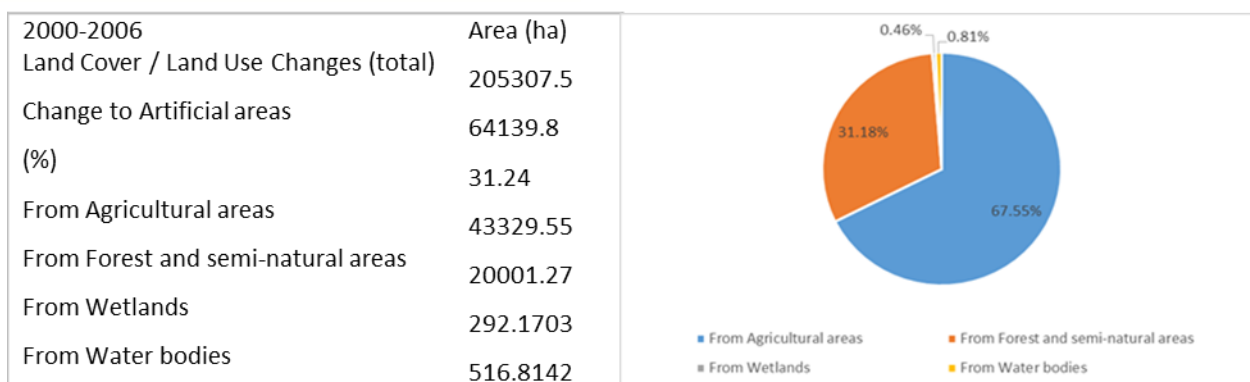 2000-2006 Area (ha)
Land Cover / Land Use Changes (total) 205307.5
Change to Artificial areas 64139.8
(%) 31.24
From Agricultural areas 43329.55
From Forest and semi-natural areas 20001.27
From Wetlands 292.1703
From Water bodies 516.8142
0.46% 0.81%
31.18%
67.55%
From Agricultural areas From Forest and semi-natural areas
From Wetlands From Water bodies